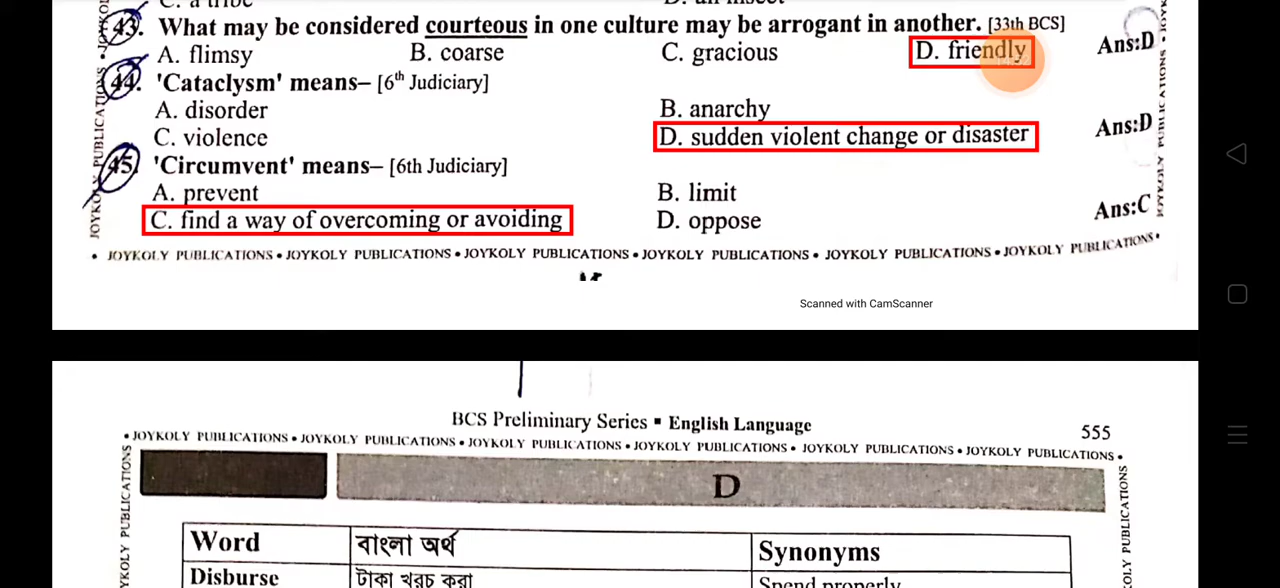 43. What may be considered courteous in one culture may be arrogant in another. [33th BCS]
A. flimsy B. coarse C. gracious D. friendly Ans:D
44. 'Cataclysm' means– [6th Judiciary]
A. disorder B. anarchy
C. violence D. sudden violent change or disaster Ans:D
45. 'Circumvent' means– [6th Judiciary]
A. prevent B. limit
C. find a way of overcoming or avoiding D. oppose Ans:C
• JOYKOLY PUBLICATIONS • JOYKOLY PUBLICATIONS • JOYKOLY PUBLICATIONS • JOYKOLY PUBLICATIONS • JOYKOLY PUBLICATIONS • JOYKOLY PUBLICATIONS •
Scanned with CamScanner
BCS Preliminary Series ▪ English Language 555
• JOYKOLY PUBLICATIONS • JOYKOLY PUBLICATIONS • JOYKOLY PUBLICATIONS • JOYKOLY PUBLICATIONS • JOYKOLY PUBLICATIONS • JOYKOLY PUBLICATIONS •
D
Word বাংলা অর্থ Synonyms
Disburse টাকা খরচ করা Spend properly